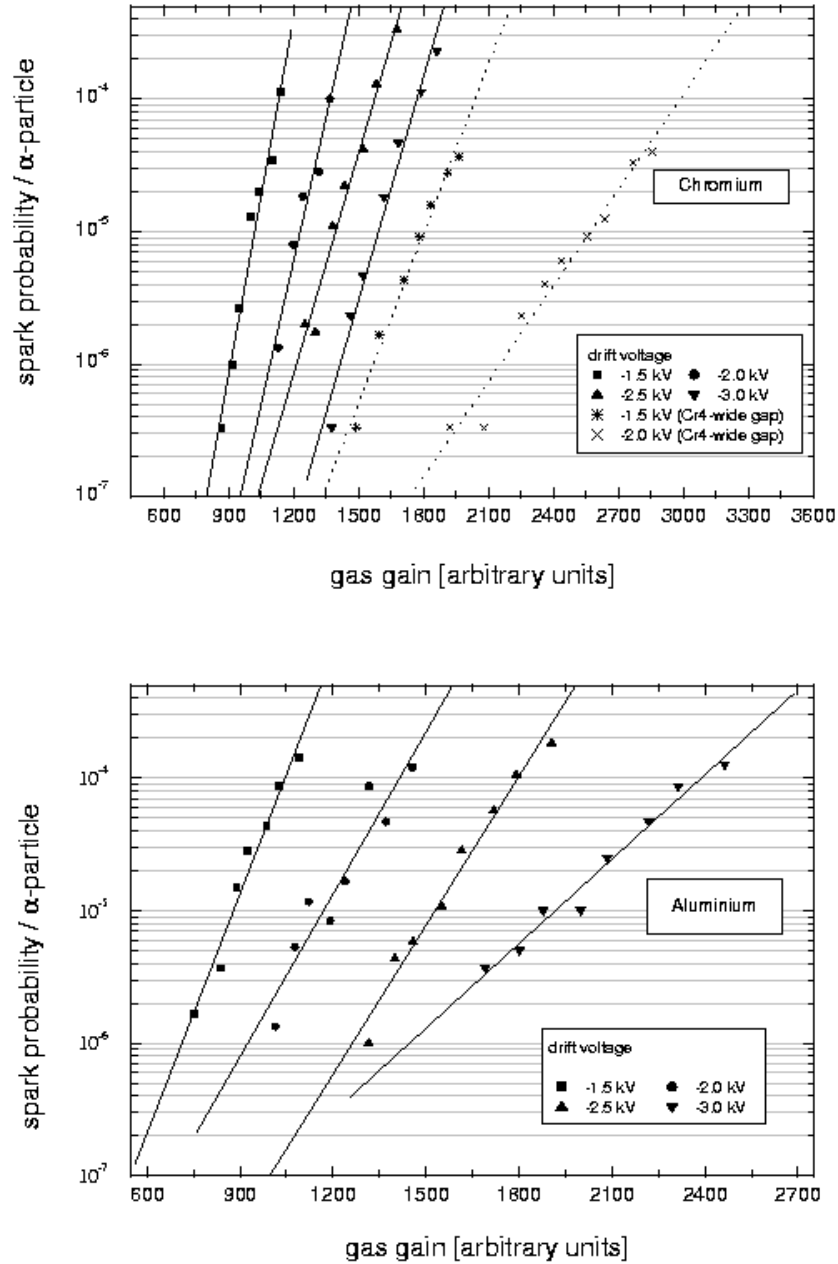 spark probability / α-particle
10-4
10-5
10-6
10-7
Chromium
drift voltage
-1.5 kV -2.0 kV
-2.5 kV -3.0 kV
-1.5 kV (Cr4-wide gap)
-2.0 kV (Cr4-wide gap)
600 900 1200 1500 1800 2100 2400 2700 3000 3300 3600
gas gain [arbitrary units]
spark probability / α-particle
10-4
10-5
10-6
10-7
Aluminium
drift voltage
-1.5 kV -2.0 kV
-2.5 kV -3.0 kV
600 900 1200 1500 1800 2100 2400 2700
gas gain [arbitrary units]